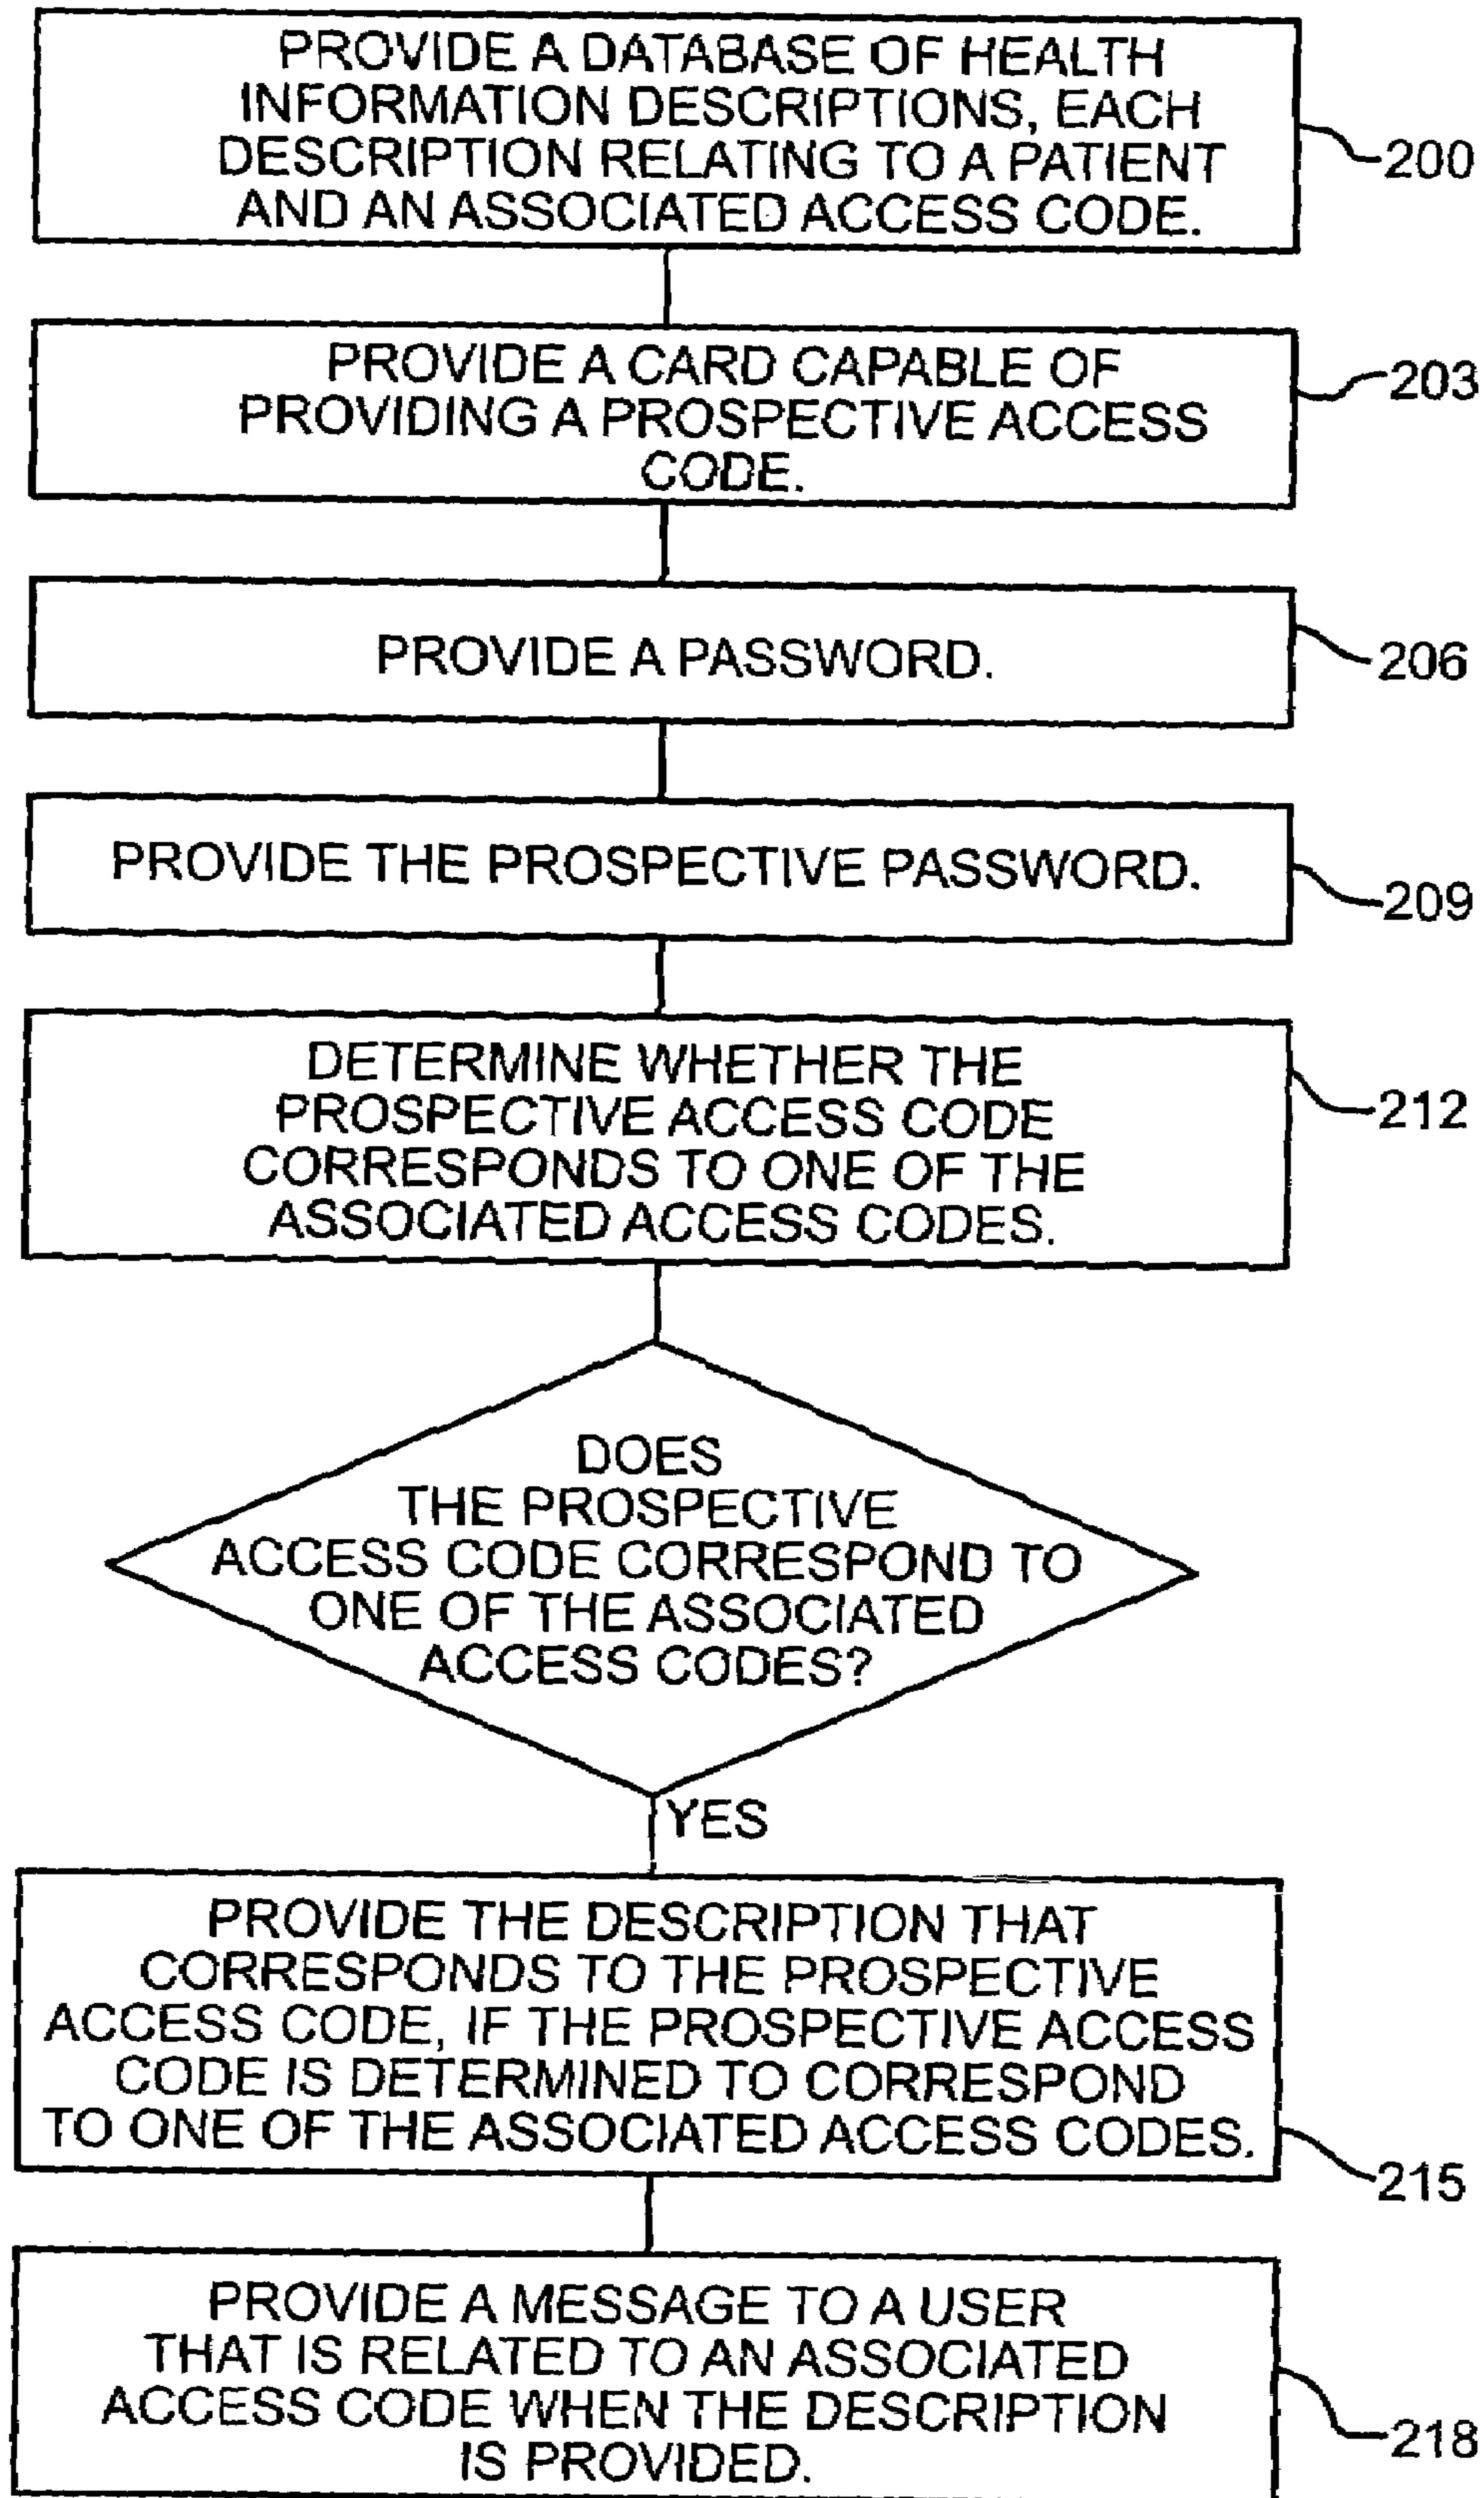 PROVIDE A DATABASE OF HEALTH
INFORMATION DESCRIPTIONS, EACH
DESCRIPTION RELATING TO A PATIENT
AND AN ASSOCIATED ACCESS CODE.
200
PROVIDE A CARD CAPABLE OF
PROVIDING A PROSPECTIVE ACCESS
CODE.
203
PROVIDE A PASSWORD.
206
PROVIDE THE PROSPECTIVE PASSWORD.
209
DETERMINE WHETHER THE
PROSPECTIVE ACCESS CODE
CORRESPONDS TO ONE OF THE
ASSOCIATED ACCESS CODES.
212
DOES
THE PROSPECTIVE
ACCESS CODE CORRESPOND TO
ONE OF THE ASSOCIATED
ACCESS CODES?
YES
PROVIDE THE DESCRIPTION THAT
CORRESPONDS TO THE PROSPECTIVE
ACCESS CODE, IF THE PROSPECTIVE ACCESS
CODE IS DETERMINED TO CORRESPOND
TO ONE OF THE ASSOCIATED ACCESS CODES.
215
PROVIDE A MESSAGE TO A USER
THAT IS RELATED TO AN ASSOCIATED
ACCESS CODE WHEN THE DESCRIPTION
IS PROVIDED.
218